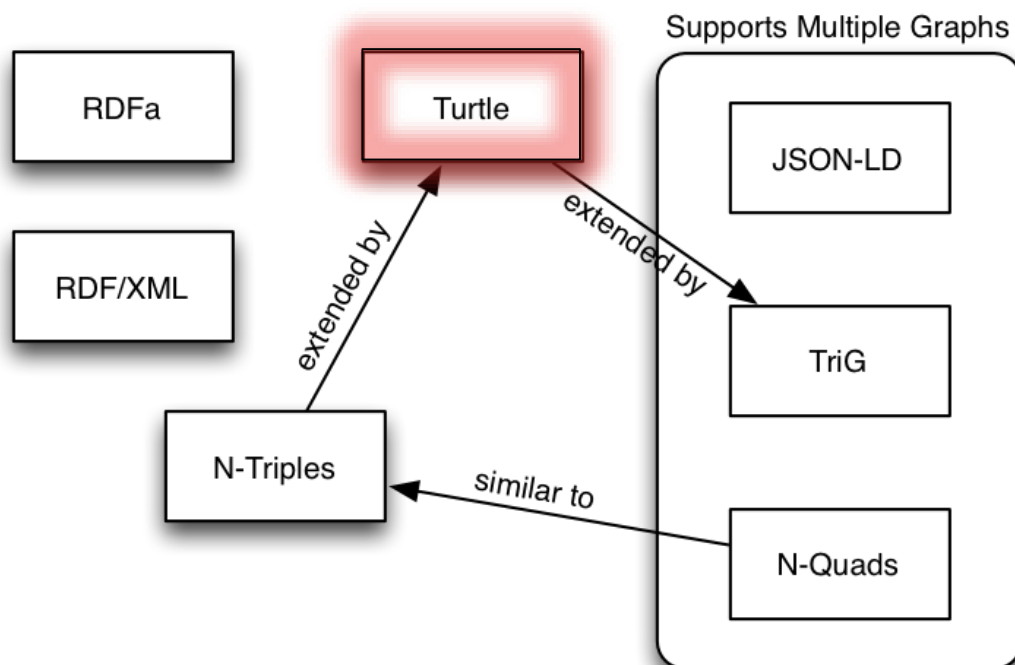 Supports Multiple Graphs
RDFa
Turtle
JSON-LD
extended by
extended by
RDF/XML
TriG
N-Triples
similar to
N-Quads